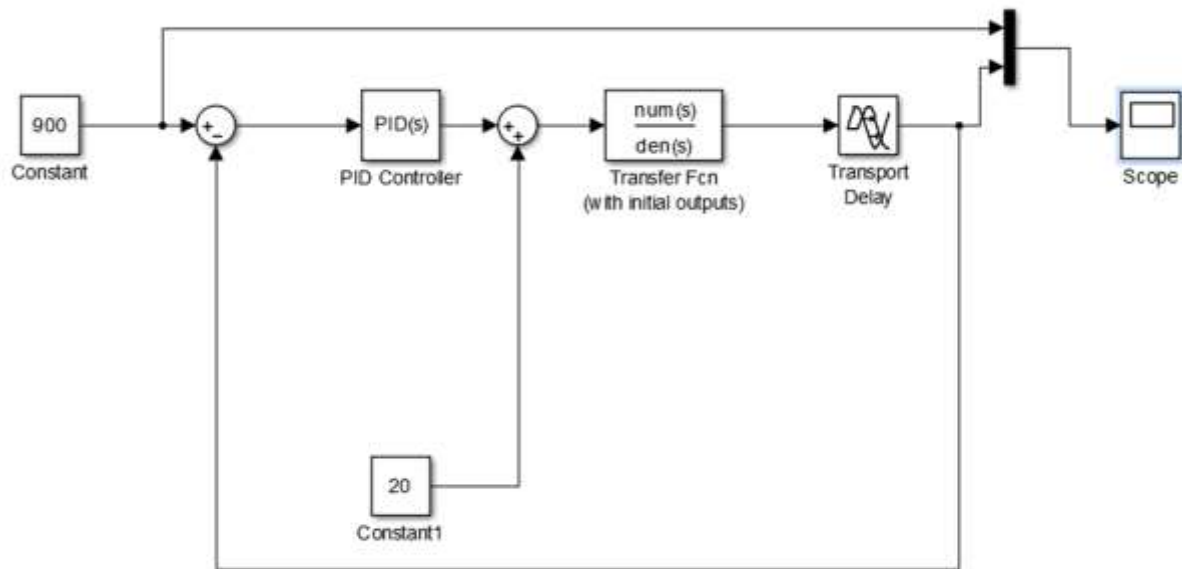 900
Constant
+
−
PID(s)
PID Controller
+
+
num(s)
den(s)
Transfer Fcn
(with initial outputs)
Transport
Delay
Scope
20
Constant1